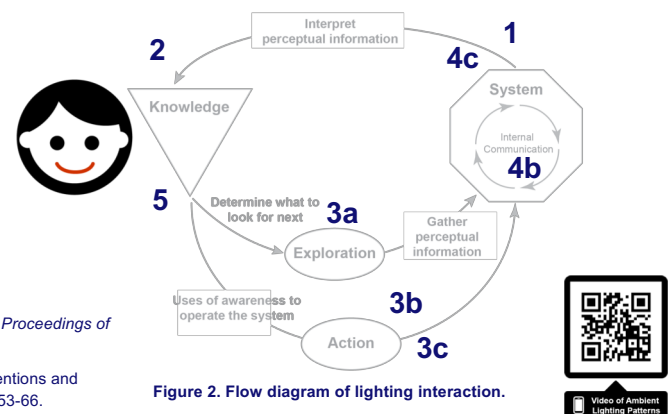 Interpret
perceptual information
1
2
4c
System
Knowledge
Internal
Communication
4b
5
Determine what to
look for next
3a
Gather
perceptual
information
Exploration
Uses of awareness to
operate the system
3b
Action
3c
Proceedings of
entions and
53-66.
Figure 2. Flow diagram of lighting interaction.
Video of Ambient
Lighting Patterns